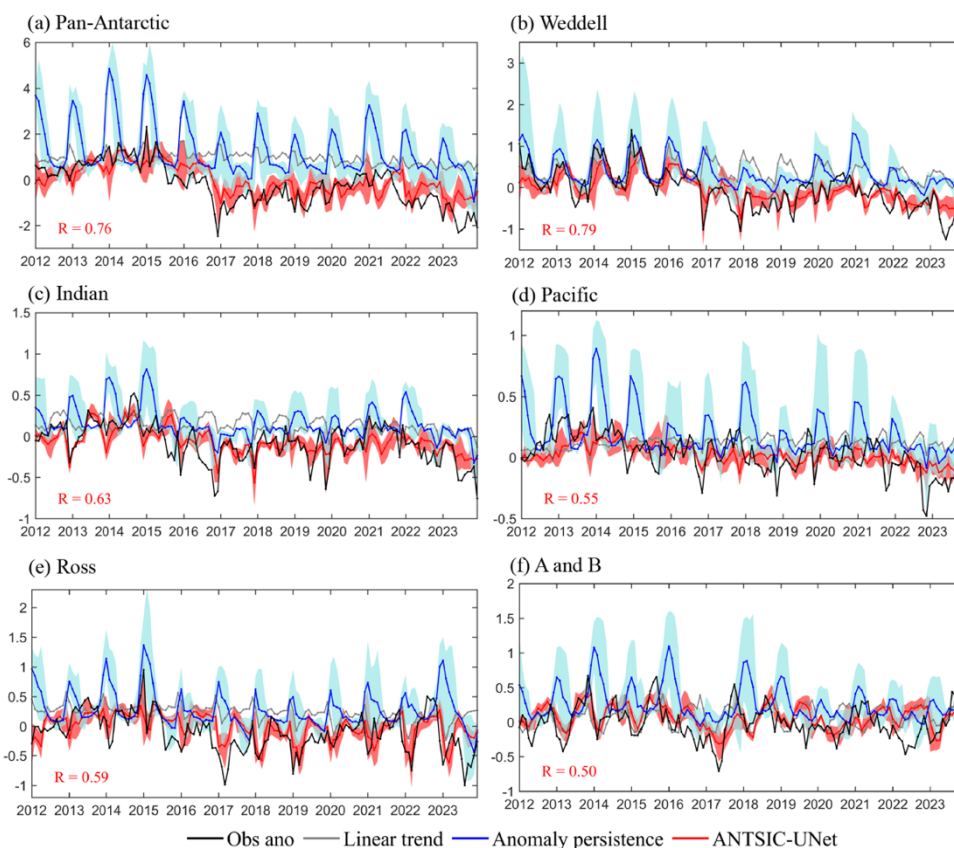 (a) Pan-Antarctic
6
4
2
0
-2
R = 0.76
2012 2013 2014 2015 2016 2017 2018 2019 2020 2021 2022 2023
(b) Weddell
3
2
1
0
-1
R = 0.79
2012 2013 2014 2015 2016 2017 2018 2019 2020 2021 2022 2023
(c) Indian
1.5
1
0.5
0
-0.5
-1
R = 0.63
2012 2013 2014 2015 2016 2017 2018 2019 2020 2021 2022 2023
(d) Pacific
1
0.5
0
-0.5
R = 0.55
2012 2013 2014 2015 2016 2017 2018 2019 2020 2021 2022 2023
(e) Ross
2
1.5
1
0.5
0
-0.5
-1
R = 0.59
2012 2013 2014 2015 2016 2017 2018 2019 2020 2021 2022 2023
(f) A and B
2
1.5
1
0.5
0
-0.5
-1
R = 0.50
2012 2013 2014 2015 2016 2017 2018 2019 2020 2021 2022 2023
Obs ano Linear trend Anomaly persistence ANTSIC-UNet